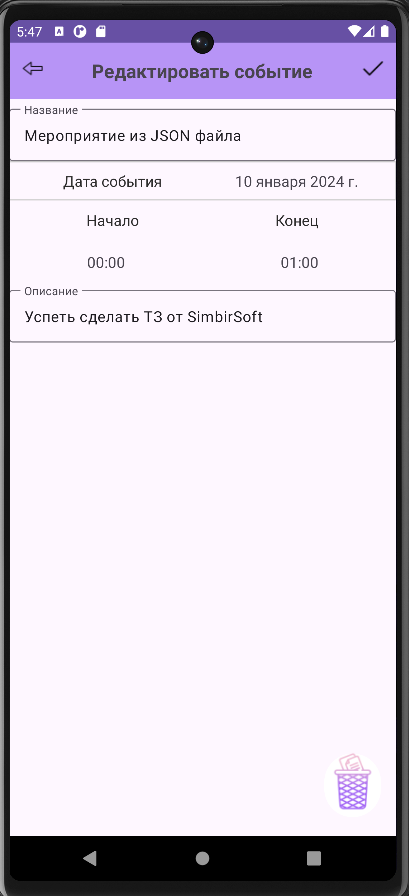 5:47
Редактировать событие
Название
Мероприятие из JSON файла
Дата события 10 января 2024 г.
Начало Конец
00:00 01:00
Описание
Успеть сделать ТЗ от SimbirSoft